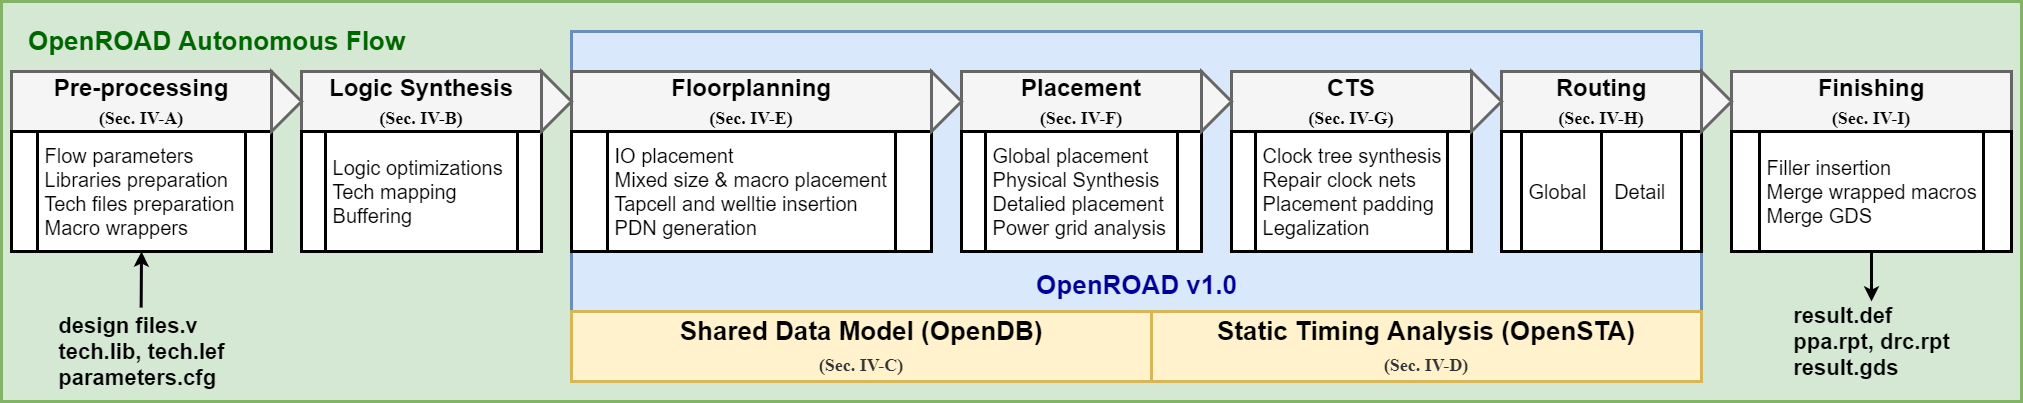 OpenROAD Autonomous Flow
Pre-processing
(Sec. IV-A)
Flow parameters
Libraries preparation
Tech files preparation
Macro wrappers
design files.v
tech.lib, tech.lef
parameters.cfg
Logic Synthesis
(Sec. IV-B)
Logic optimizations
Tech mapping
Buffering
Floorplanning
(Sec. IV-E)
IO placement
Mixed size & macro placement
Tapcell and welltie insertion
PDN generation
Placement
(Sec. IV-F)
Global placement
Physical Synthesis
Detalied placement
Power grid analysis
CTS
(Sec. IV-G)
Clock tree synthesis
Repair clock nets
Placement padding
Legalization
Routing
(Sec. IV-H)
Global
Detail
OpenROAD v1.0
Shared Data Model (OpenDB)
(Sec. IV-C)
Static Timing Analysis (OpenSTA)
(Sec. IV-D)
Finishing
(Sec. IV-I)
Filler insertion
Merge wrapped macros
Merge GDS
result.def
ppa.rpt, drc.rpt
result.gds